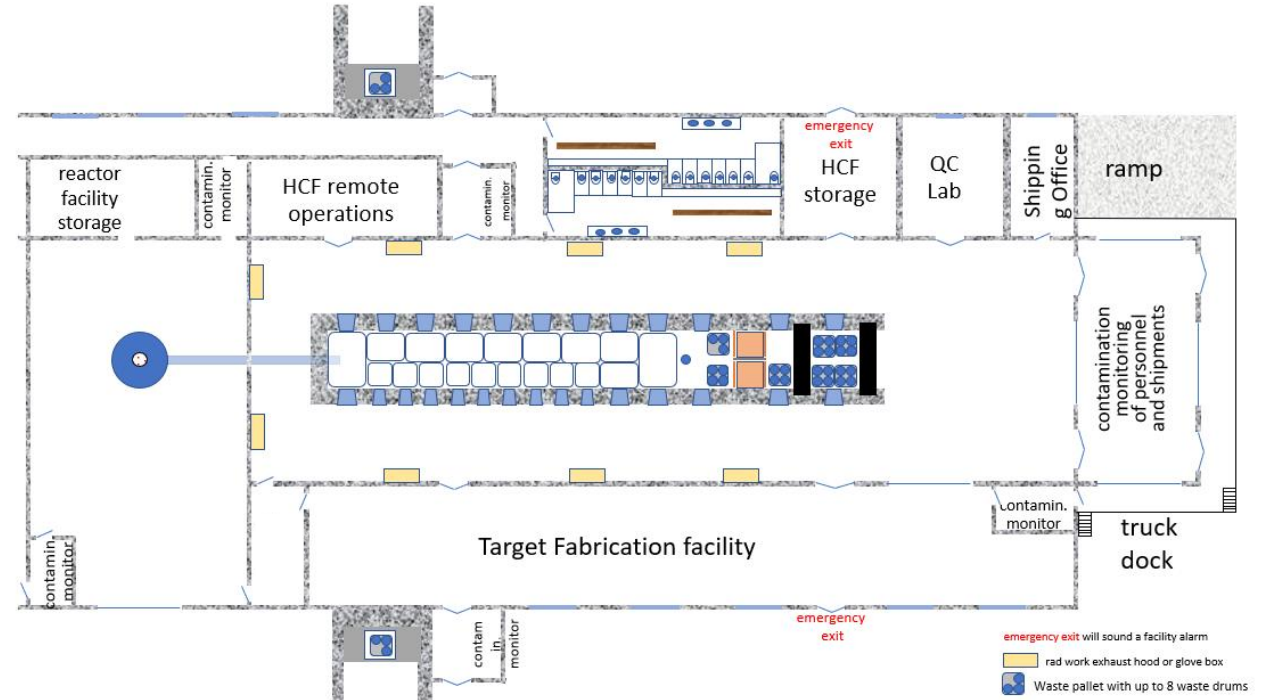 emergency
exit
reactor
facility
storage
contamin.
monitor
HCF remote
operations
contamin.
monitor
HCF
storage
QC
Lab
Shippin
g Office
ramp
contamination
monitoring
of personnel
and shipments
contamin.
monitor
truck
dock
Target Fabrication facility
contamin.
monitor
contam
in.
monitor
emergency
exit
emergency exit will sound a facility alarm
rad work exhaust hood or glove box
Waste pallet with up to 8 waste drums